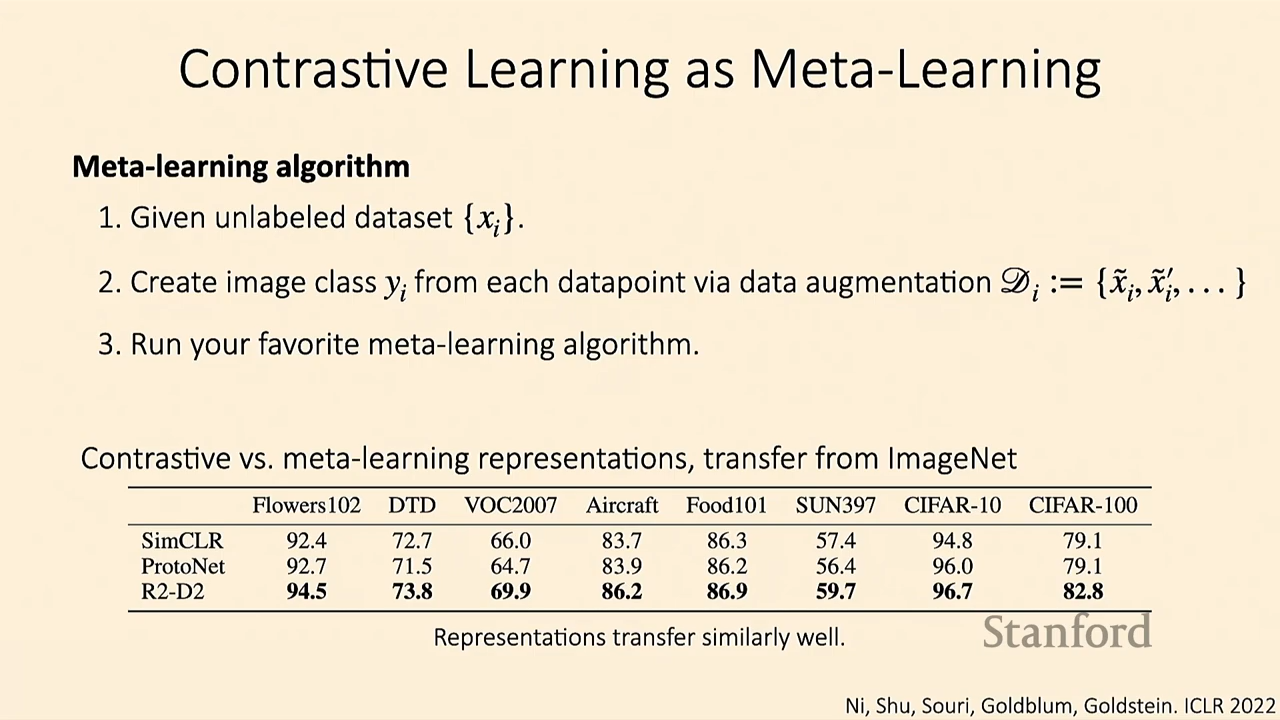 Contrastive Learning as Meta-Learning
Meta-learning algorithm
1. Given unlabeled dataset {xᵢ}.
2. Create image class yᵢ from each datapoint via data augmentation 𝒟ᵢ := {x̃ᵢ, x̃ᵢ′, . . . }
3. Run your favorite meta-learning algorithm.
Contrastive vs. meta-learning representations, transfer from ImageNet
Flowers102 DTD VOC2007 Aircraft Food101 SUN397 CIFAR-10 CIFAR-100
SimCLR 92.4 72.7 66.0 83.7 86.3 57.4 94.8 79.1
ProtoNet 92.7 71.5 64.7 83.9 86.2 56.4 96.0 79.1
R2-D2 94.5 73.8 69.9 86.2 86.9 59.7 96.7 82.8
Representations transfer similarly well.
Stanford
Ni, Shu, Souri, Goldblum, Goldstein. ICLR 2022